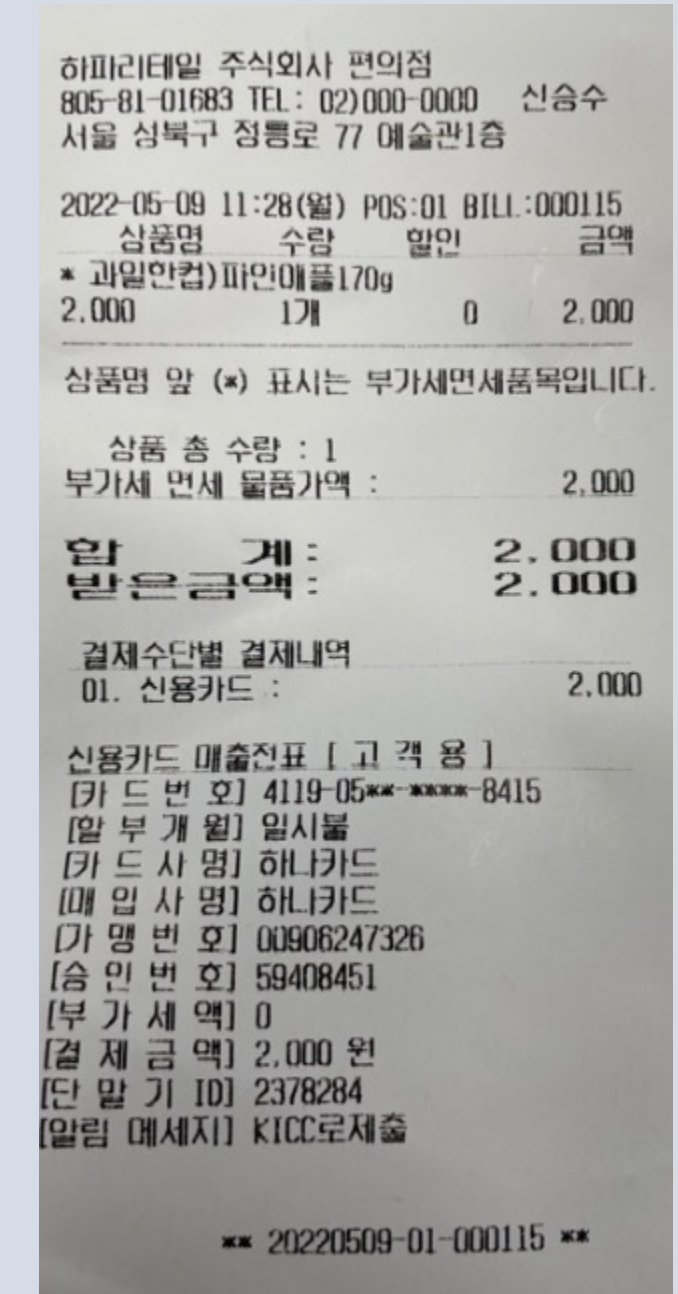 하파리테일 주식회사 편의점
805-81-01683 TEL: 02)000-0000 신승수
서울 성북구 정릉로 77 예술관1층
2022-05-09 11:28(월) POS:01 BILL:000115
상품명 수량 할인 금액
* 과일한컵)파인애플170g
2,000 1개 0 2,000
상품명 앞 (*) 표시는 부가세면세품목입니다.
상품 총 수량 : 1
부가세 면세 물품가액 : 2,000
합 계: 2,000
받은금액: 2,000
결제수단별 결제내역
01. 신용카드 : 2,000
신용카드 매출전표 [ 고 객 용 ]
[카 드 번 호] 4119-05**-****-8415
[할 부 개 월] 일시불
[카 드 사 명] 하나카드
[매 입 사 명] 하나카드
[가 맹 번 호] 00906247326
[승 인 번 호] 59408451
[부 가 세 액] 0
[결 제 금 액] 2,000 원
[단 말 기 ID] 2378284
[알림 메세지] KICC로제출
** 20220509-01-000115 **